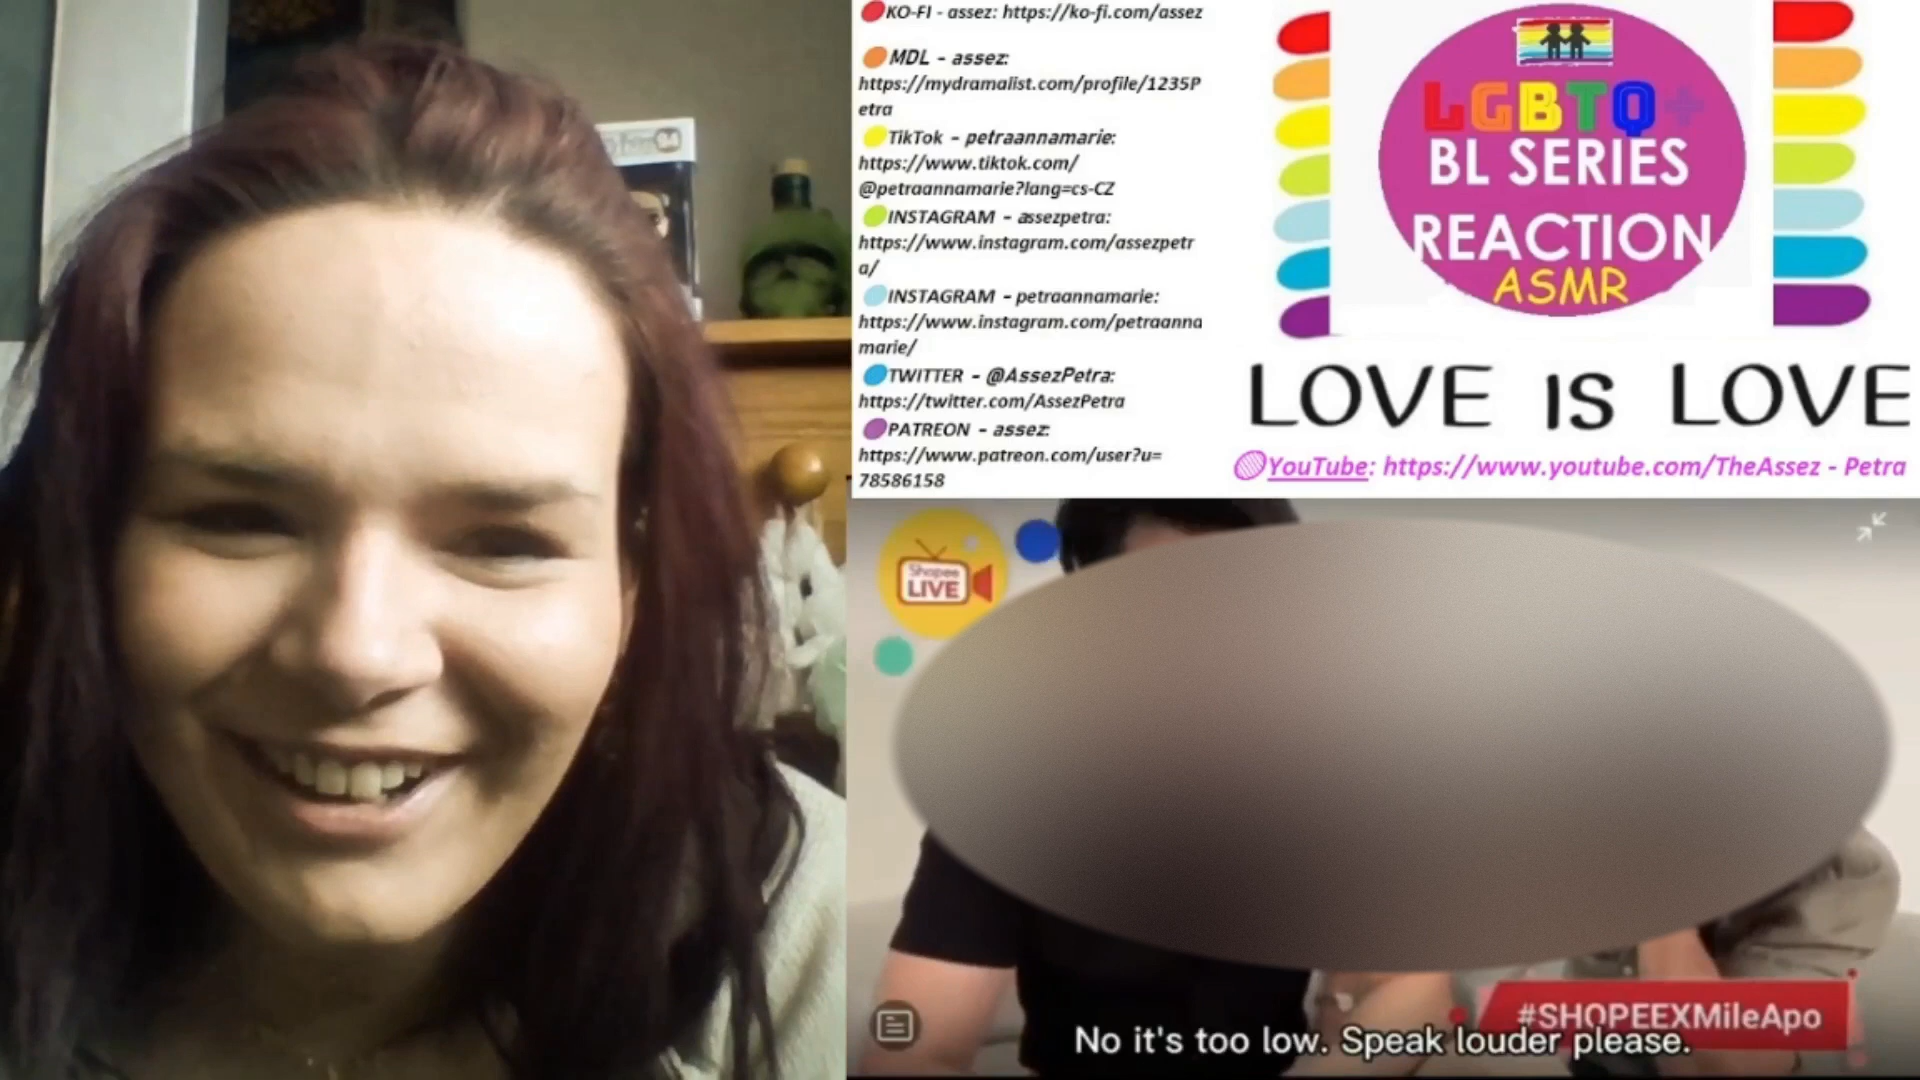 KO-FI - assez: https://ko-fi.com/assez
MDL - assez:
https://mydramalist.com/profile/1235P
etra
TikTok - petraannamarie:
https://www.tiktok.com/
@petraannamarie?lang=cs-CZ
INSTAGRAM - assezpetra:
https://www.instagram.com/assezpetr
a/
INSTAGRAM - petraannamarie:
https://www.instagram.com/petraanna
marie/
TWITTER - @AssezPetra:
https://twitter.com/AssezPetra
PATREON - assez:
https://www.patreon.com/user?u=
78586158
LGBTQ+
BL SERIES
REACTION
ASMR
LOVE IS LOVE
YouTube: https://www.youtube.com/TheAssez - Petra
Shopee
LIVE
#SHOPEEXMileApo
No it's too low. Speak louder please.